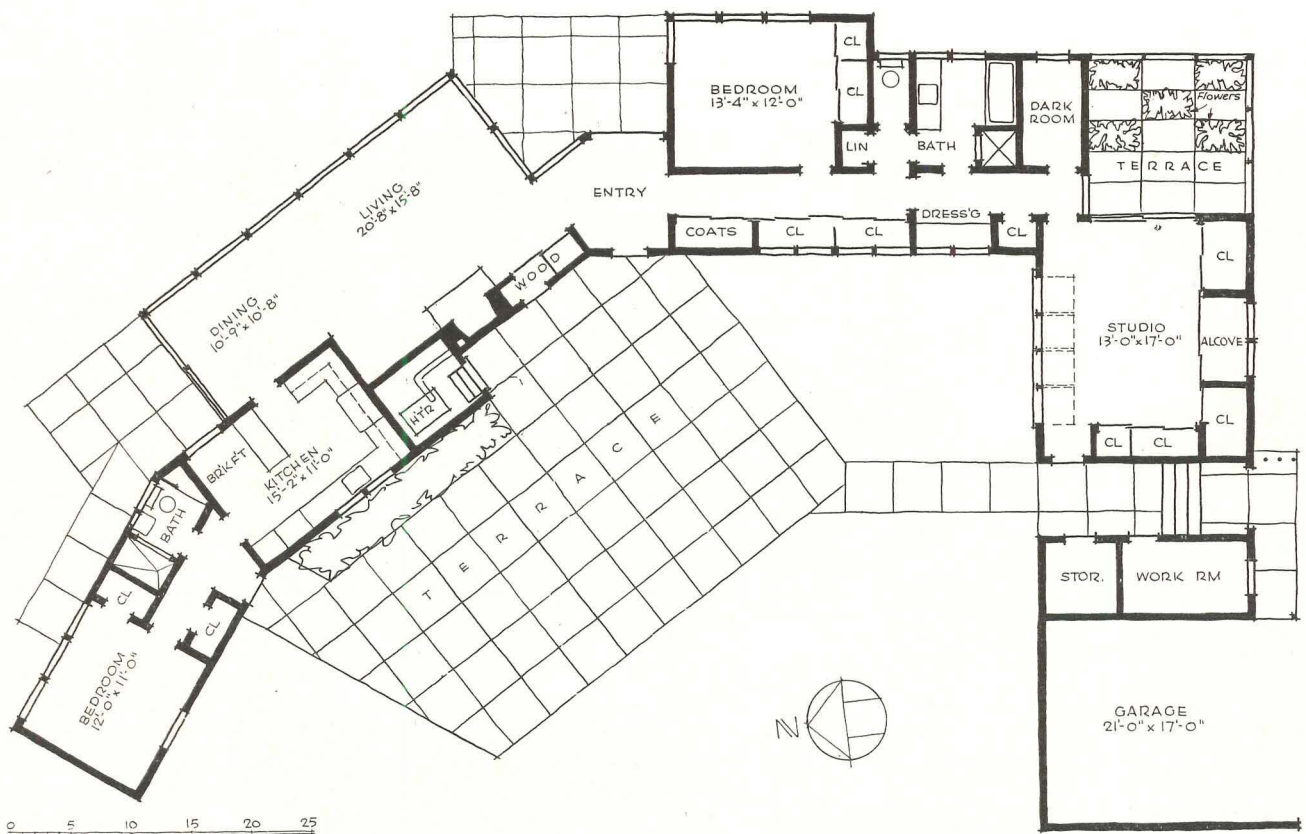 CL
BEDROOM
13'-4" x 12'-0"
CL
LIN
BATH
DARK
ROOM
Flowers
TERRACE
ENTRY
LIVING
20'-8" x 15'-8"
COATS
CL
CL
DRESS'G
CL
WOOD
CL
DINING
10'-9" x 10'-8"
STUDIO
13'-0" x 17'-0"
ALCOVE
HT'R
CL
CL
CL
TERRACE
BR'KF'T
KITCHEN
15'-2" x 11'-0"
BATH
STOR.
WORK RM
CL
CL
BEDROOM
12'-0" x 11'-0"
N
GARAGE
21'-0" x 17'-0"
0 5 10 15 20 25